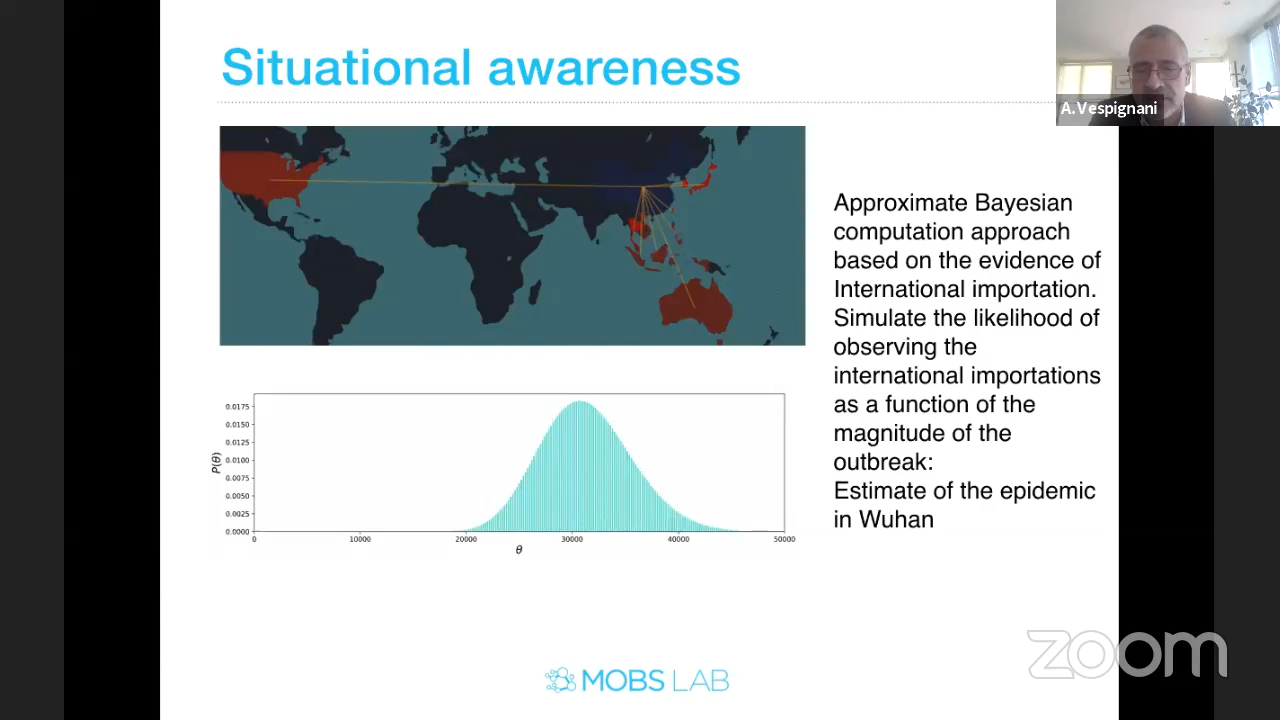 Situational awareness
A.Vespignani
Approximate Bayesian
computation approach
based on the evidence of
International importation.
Simulate the likelihood of
observing the
international importations
as a function of the
magnitude of the
outbreak:
Estimate of the epidemic
in Wuhan
0.0175
0.0150
0.0125
0.0100
0.0075
0.0050
0.0025
0.0000
P(θ)
0 10000 20000 30000 40000 50000
θ
MOBS LAB
zoom